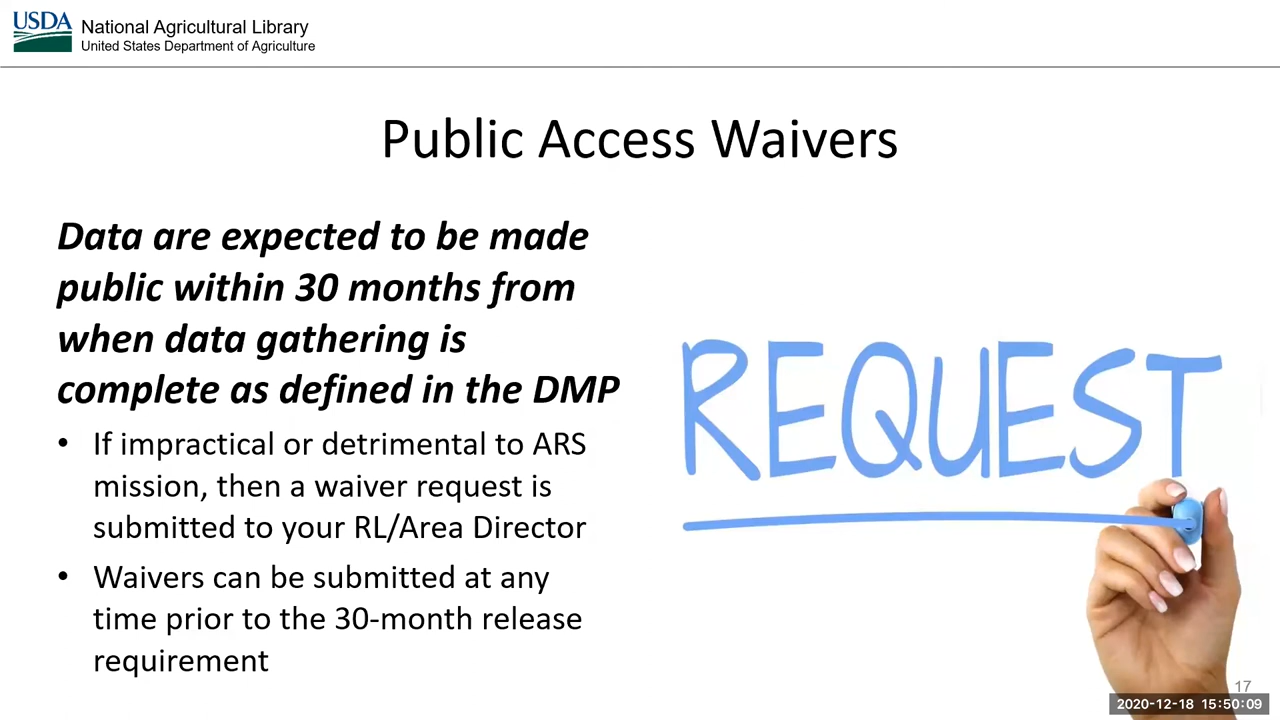 USDA
National Agricultural Library
United States Department of Agriculture
Public Access Waivers
Data are expected to be made
public within 30 months from
when data gathering is
complete as defined in the DMP
• If impractical or detrimental to ARS
mission, then a waiver request is
submitted to your RL/Area Director
• Waivers can be submitted at any
time prior to the 30-month release
requirement
REQUEST
17
2020-12-18 15:50:09